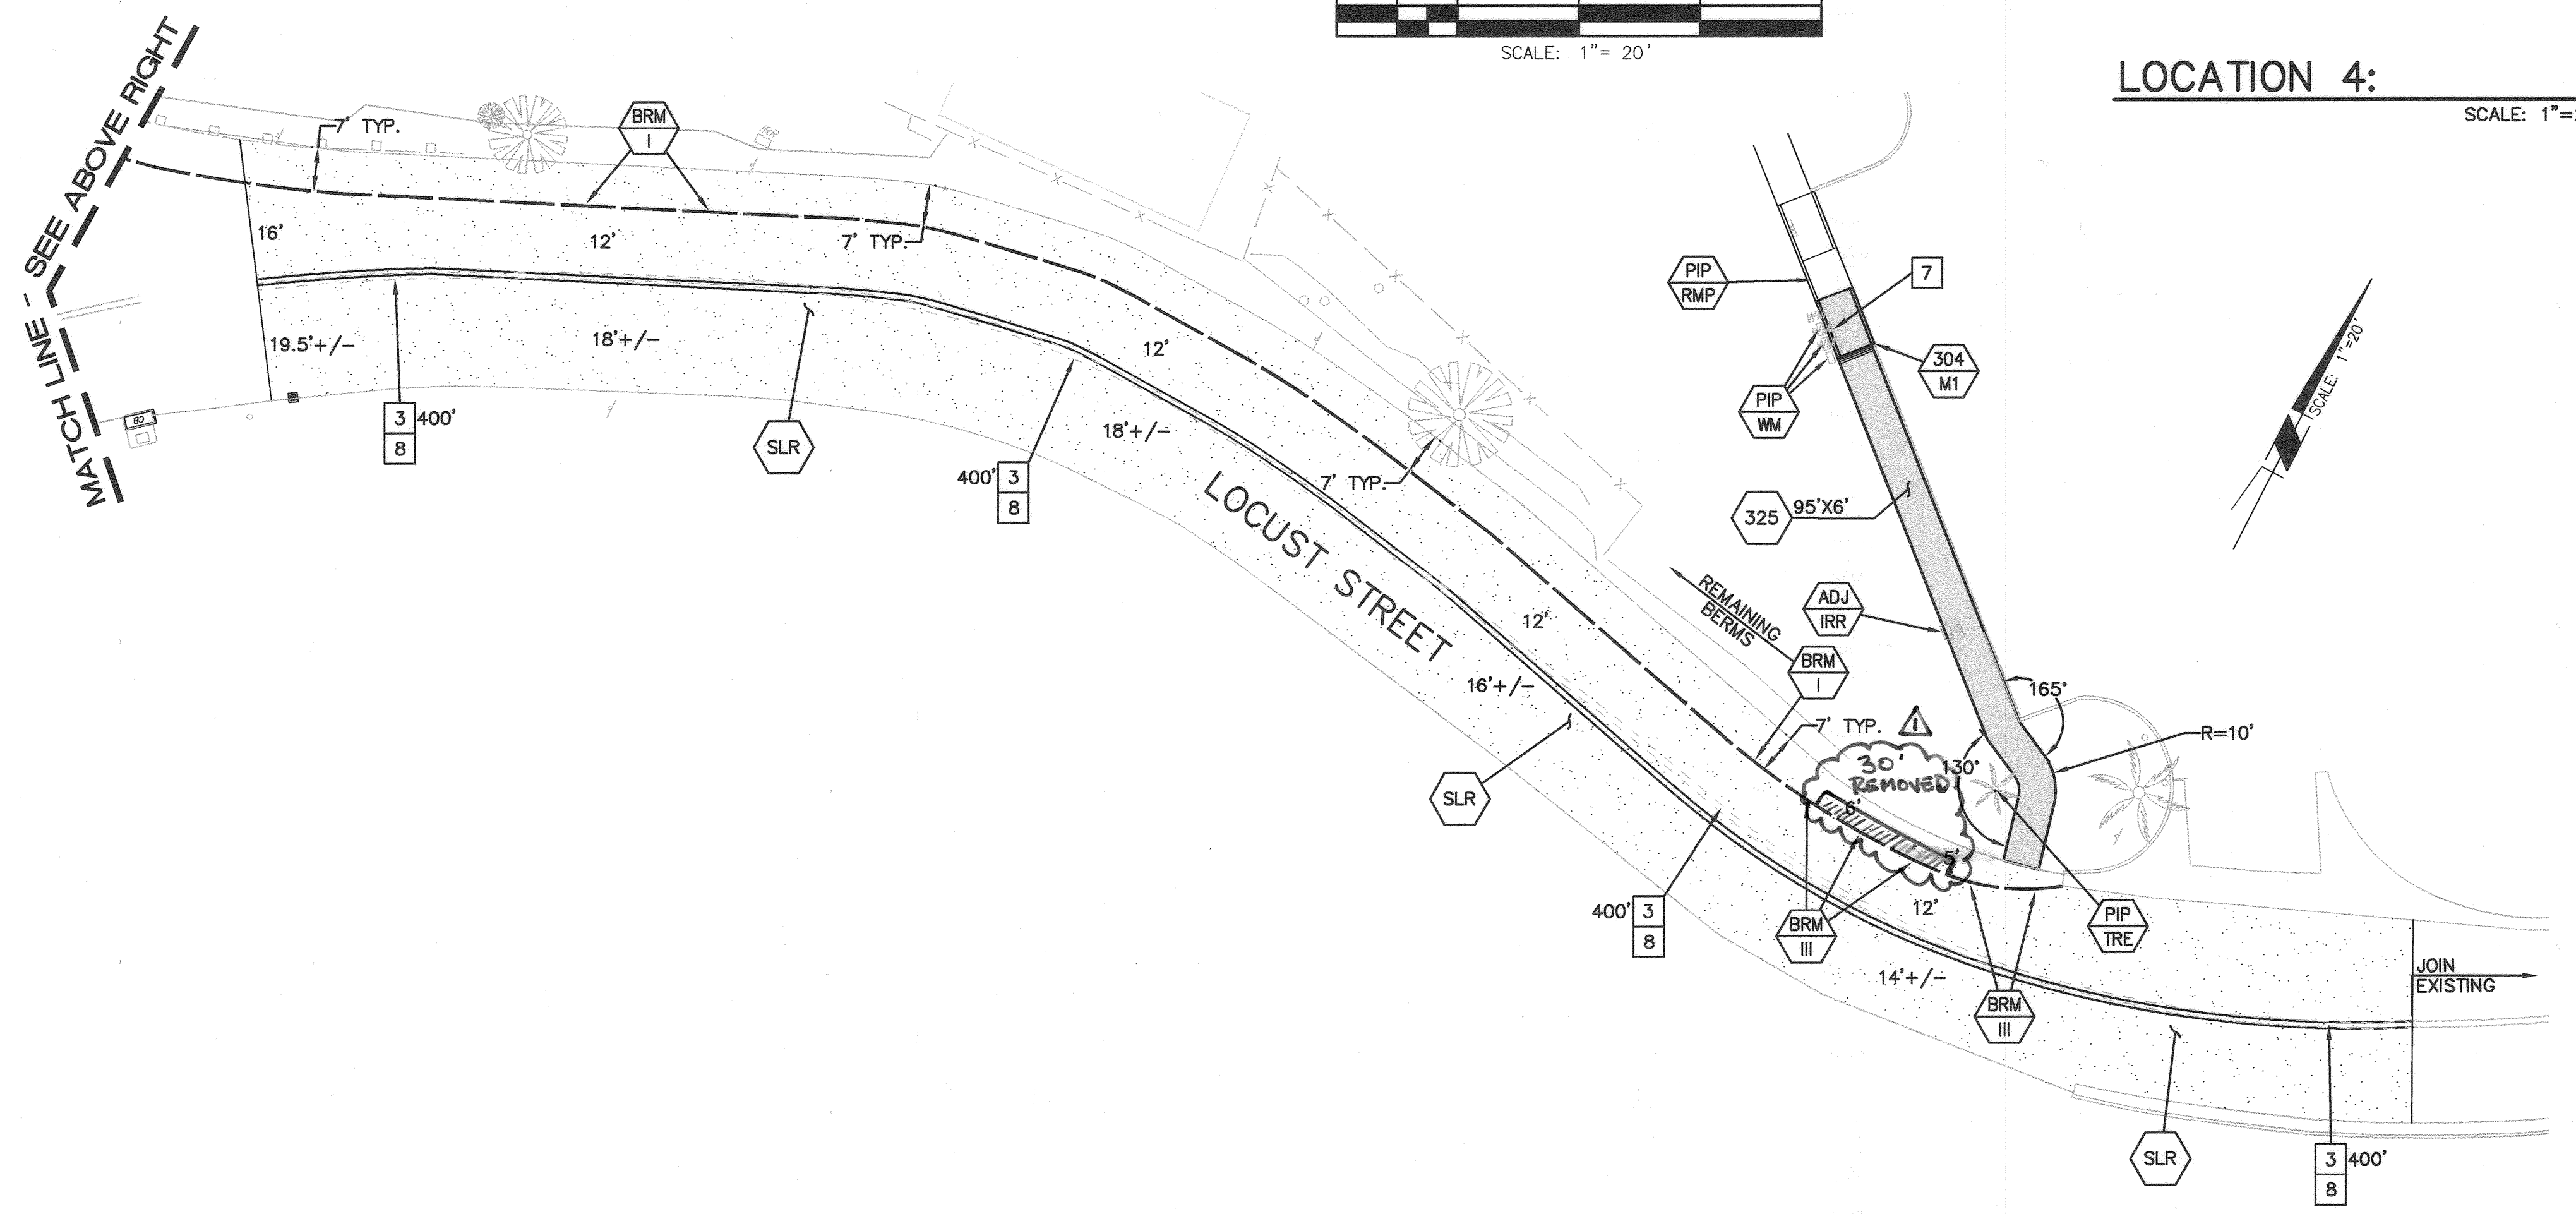 SCALE: 1"= 20'
LOCATION 4:
SCALE: 1"=
MATCH LINE - SEE ABOVE RIGHT
7' TYP.
BRM
I
IRR
16'
12'
7' TYP.
19.5'+/-
18'+/-
CB
3 400'
8
SLR
12'
18'+/-
400' 3
8
7' TYP.
LOCUST STREET
PIP
RMP
7
WM
304
M1
PIP
WM
325 95'X6'
SCALE: 1"=20'
ADJ
IRR
IRR
REMAINING
BERMS
BRM
I
12'
16'+/-
165°
7' TYP.
1
R=10'
30'
REMOVED
130°
6'
5'
SLR
400' 3
8
BRM
III
12'
PIP
TRE
14'+/-
BRM
III
JOIN
EXISTING
SLR
3 400'
8